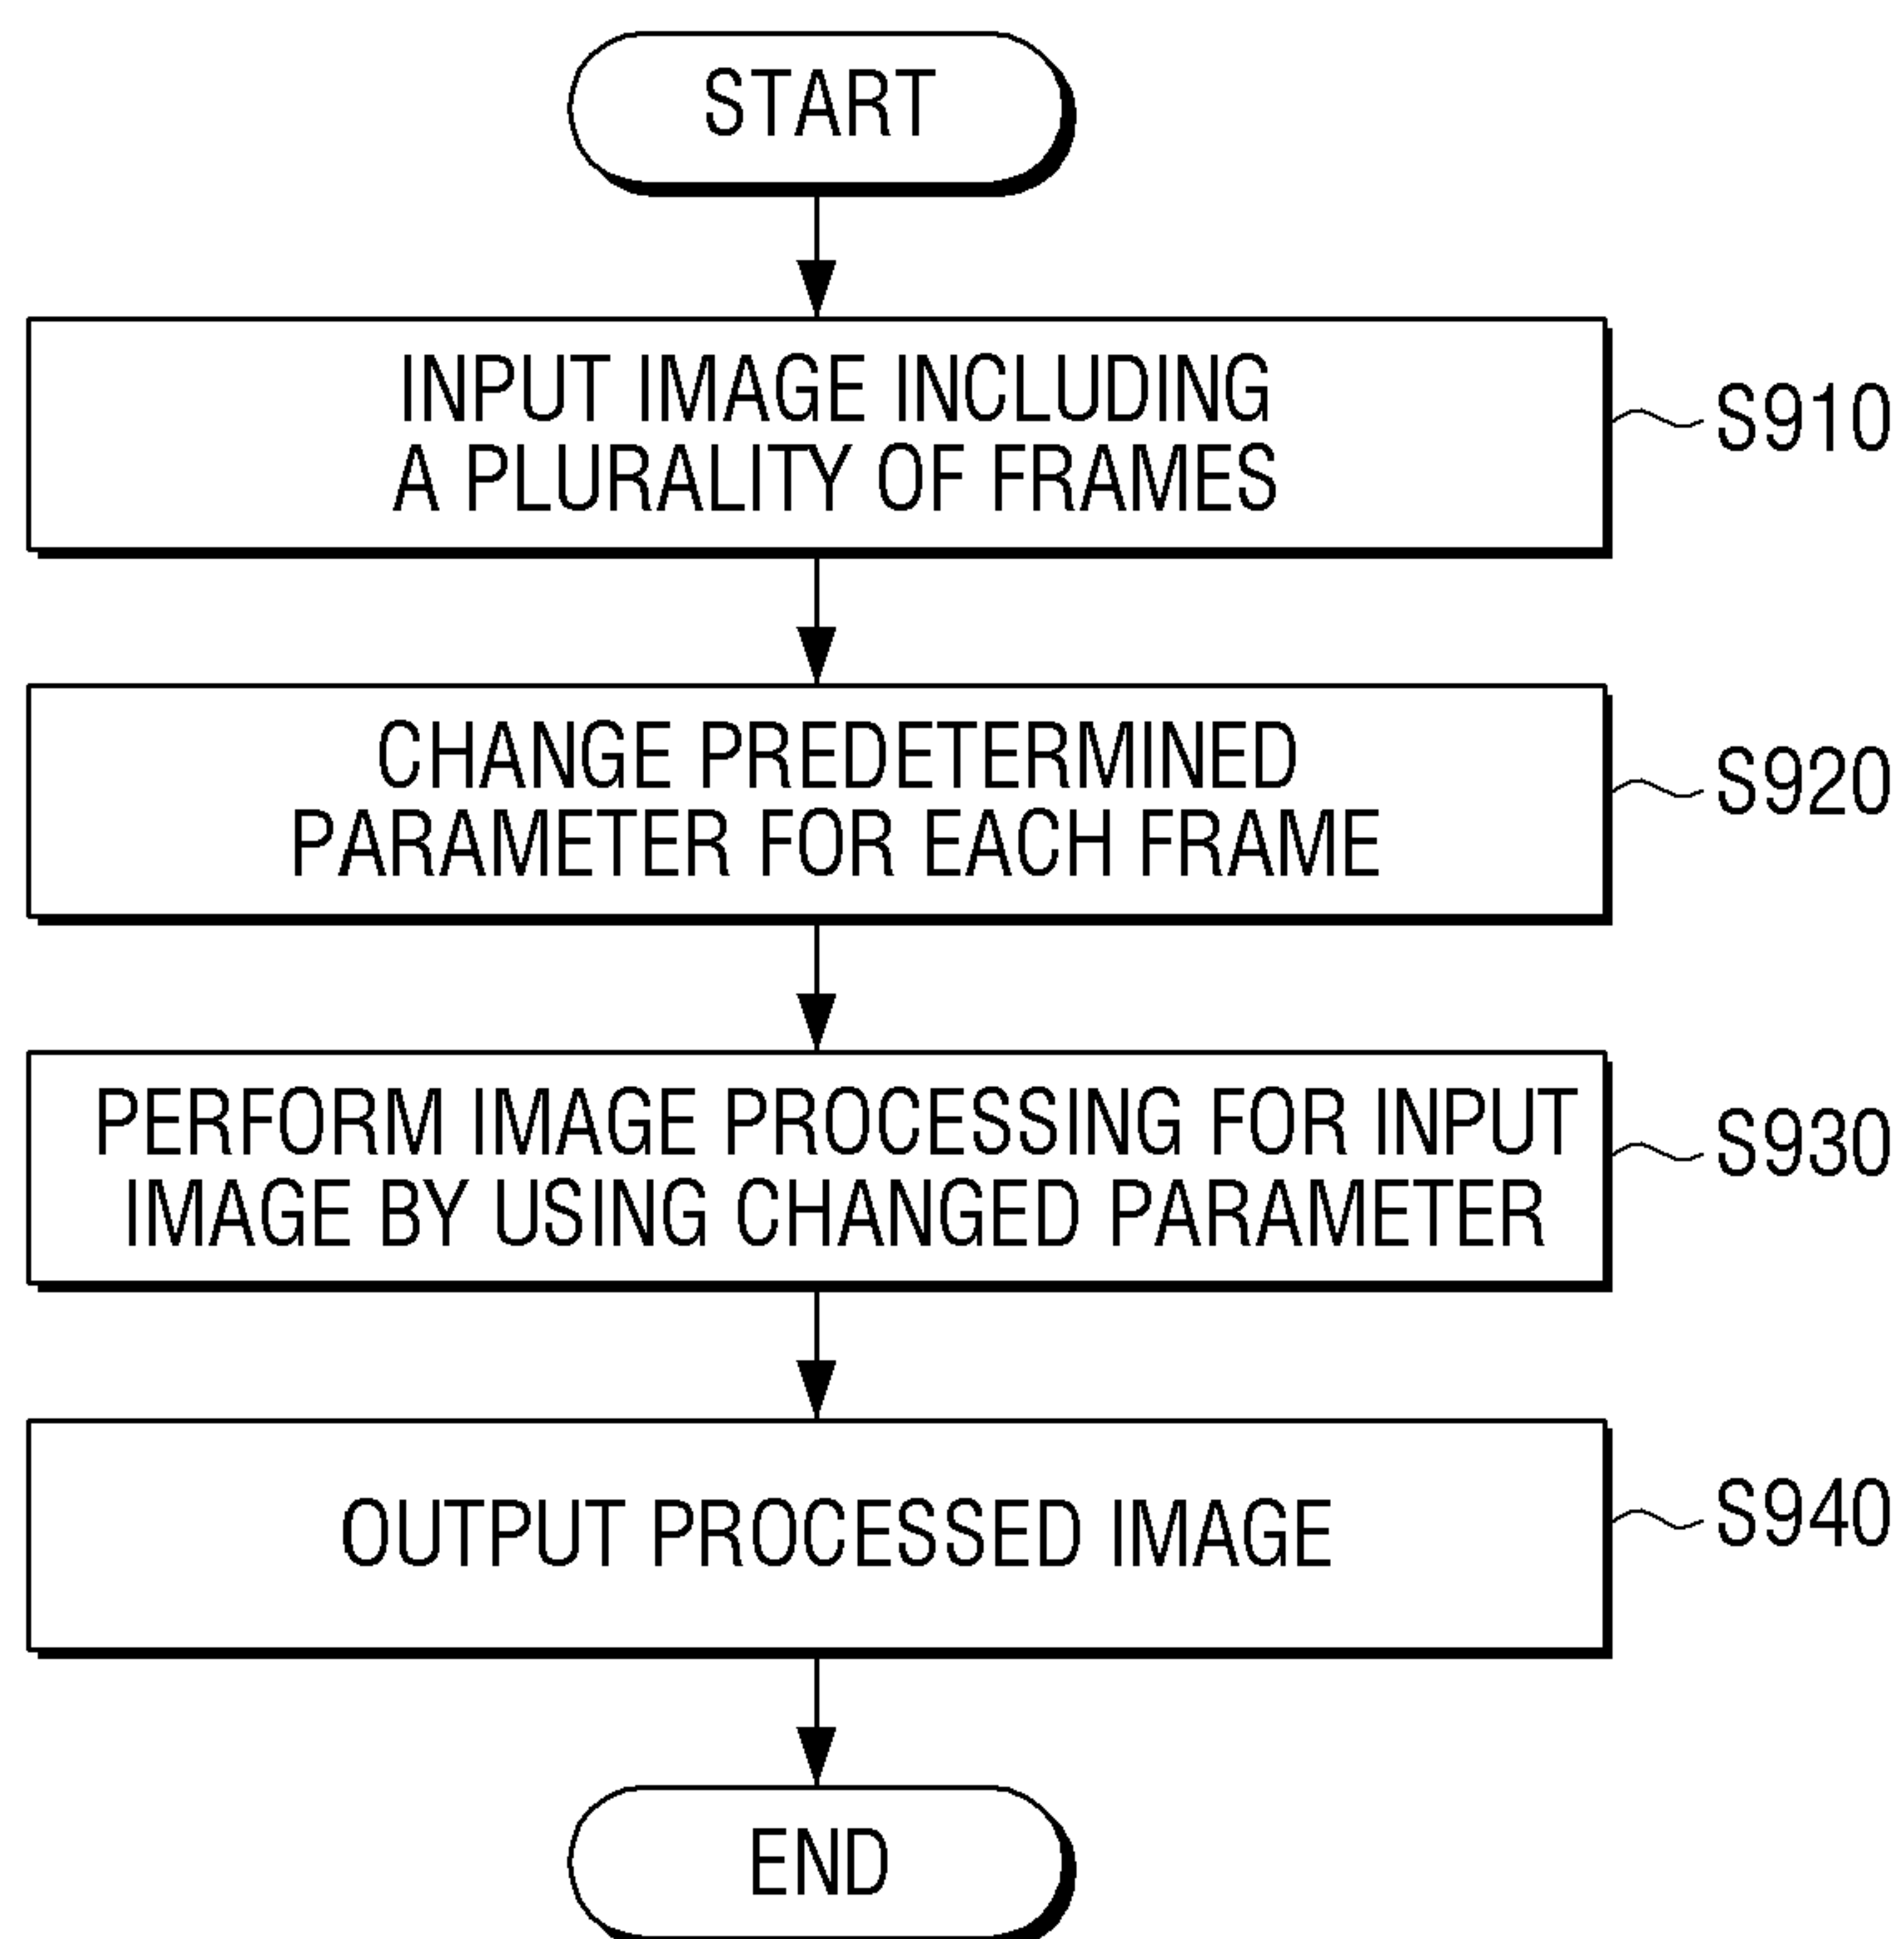 START
INPUT IMAGE INCLUDING
A PLURALITY OF FRAMES
S910
CHANGE PREDETERMINED
PARAMETER FOR EACH FRAME
S920
PERFORM IMAGE PROCESSING FOR INPUT
IMAGE BY USING CHANGED PARAMETER
S930
OUTPUT PROCESSED IMAGE
S940
END